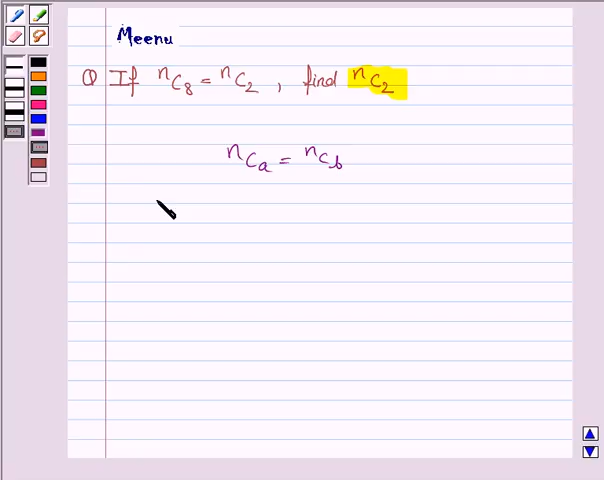 Meenu
Q If ⁿC₈ = ⁿC₂ , find ⁿC₂
ⁿCₐ = ⁿC_b